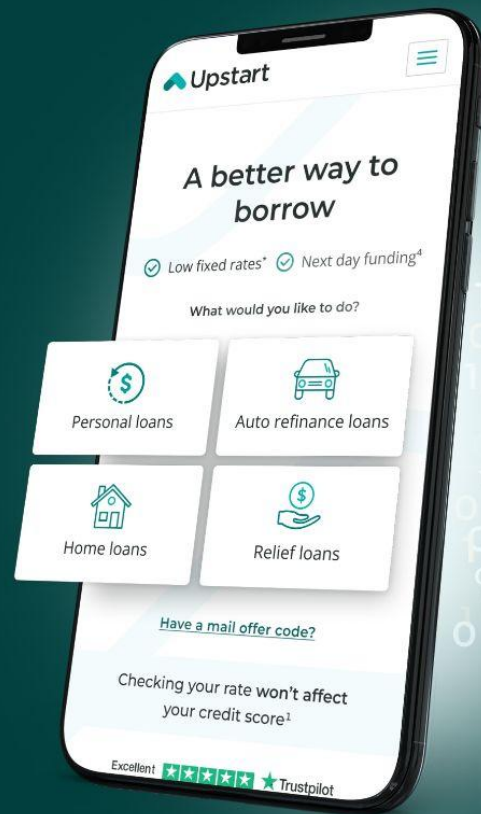 Upstart
A better way to
borrow
Low fixed rates* Next day funding⁴
What would you like to do?
Personal loans
Auto refinance loans
Home loans
Relief loans
Have a mail offer code?
Checking your rate won't affect
your credit score¹
Excellent Trustpilot